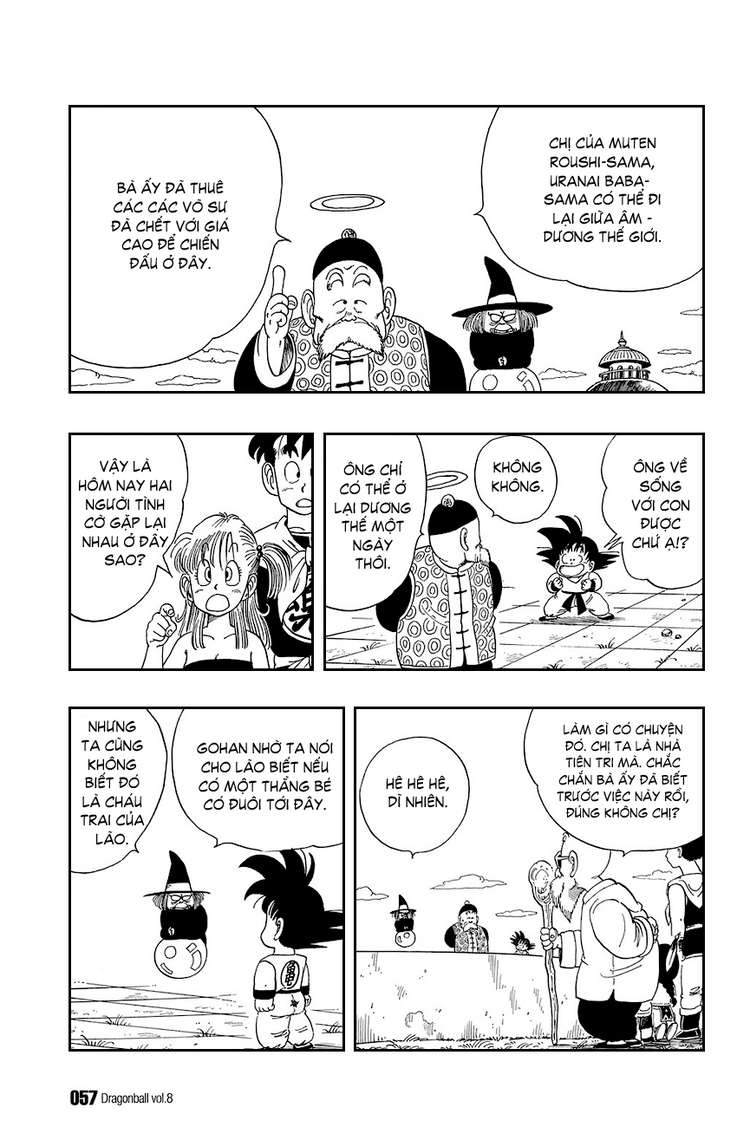 CHỊ CỦA MUTEN
ROUSHI-SAMA,
URANAI BABA-
SAMA CÓ THỂ ĐI
LẠI GIỮA ÂM -
DƯƠNG THẾ GIỚI.
BÀ ẤY ĐÃ THUÊ
CÁC CÁC VÕ SƯ
ĐÃ CHẾT VỚI GIÁ
CAO ĐỂ CHIẾN
ĐẤU Ở ĐÂY.
ÔNG VỀ
SỐNG
VỚI CON
ĐƯỢC
CHỨ Ạ!?
KHÔNG
KHÔNG.
ÔNG CHỈ
CÓ THỂ Ở
LẠI DƯƠNG
THẾ MỘT
NGÀY
THÔI.
VẬY LÀ
HÔM NAY HAI
NGƯỜI TÌNH
CỜ GẶP LẠI
NHAU Ở ĐÂY
SAO?
LÀM GÌ CÓ CHUYỆN
ĐÓ. CHỊ TA LÀ NHÀ
TIÊN TRI MÀ. CHẮC
CHẮN BÀ ẤY ĐÃ BIẾT
TRƯỚC VIỆC NÀY RỒI,
ĐÚNG KHÔNG CHỊ?
HÊ HÊ HÊ,
DĨ NHIÊN.
GOHAN NHỜ TA NÓI
CHO LÃO BIẾT NẾU
CÓ MỘT THẰNG BÉ
CÓ ĐUÔI TỚI ĐÂY.
NHƯNG
TA CŨNG
KHÔNG
BIẾT ĐÓ
LÀ CHÁU
TRAI CỦA
LÃO.
057 Dragonball vol.8